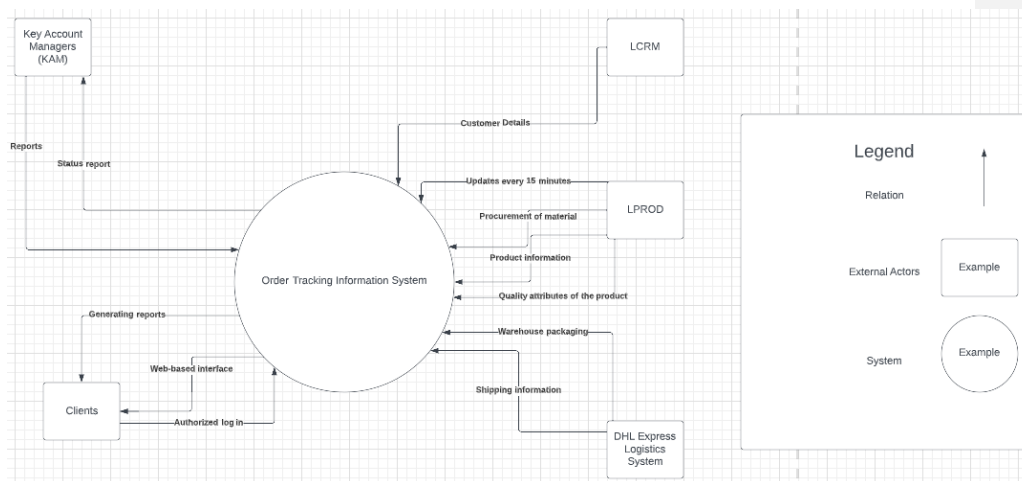 Key Account
Managers
(KAM)
LCRM
Customer Details
Reports
Status report
Updates every 15 minutes
LPROD
Procurement of material
Product information
Order Tracking Information System
Quality attributes of the product
Generating reports
Warehouse packaging
Web-based interface
Shipping information
Clients
Authorized log in
DHL Express
Logistics
System
Legend
Relation
External Actors
Example
System
Example